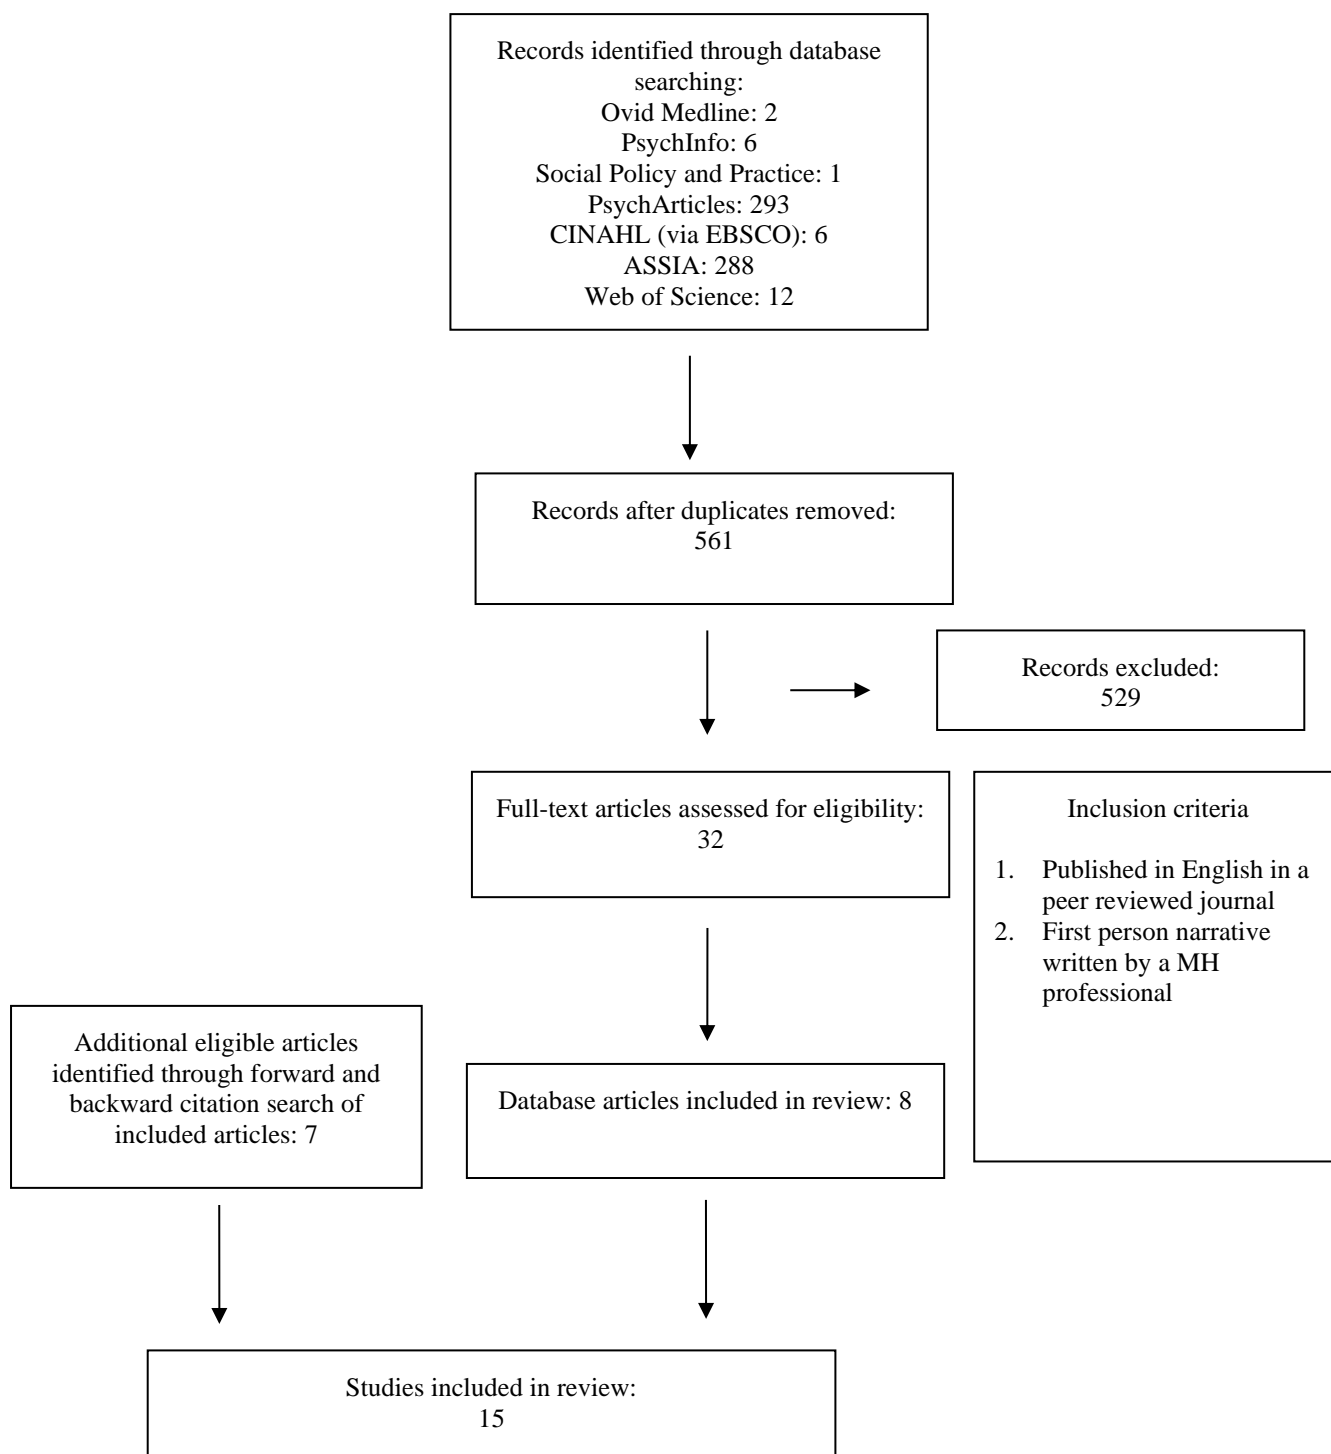 Records identified through database
searching:
Ovid Medline: 2
PsychInfo: 6
Social Policy and Practice: 1
PsychArticles: 293
CINAHL (via EBSCO): 6
ASSIA: 288
Web of Science: 12
Records after duplicates removed:
561
Records excluded:
529
Full-text articles assessed for eligibility:
32
Inclusion criteria
1. Published in English in a
peer reviewed journal
2. First person narrative
written by a MH
professional
Additional eligible articles
identified through forward and
backward citation search of
included articles: 7
Database articles included in review: 8
Studies included in review:
15